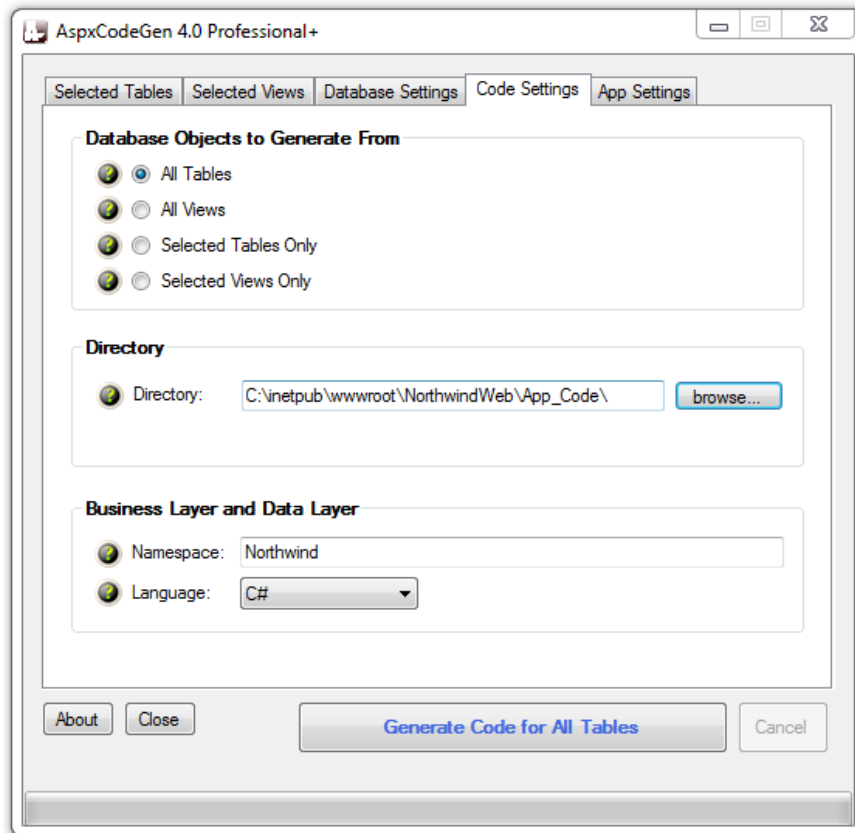 AspxCodeGen 4.0 Professional+
Selected Tables Selected Views Database Settings Code Settings App Settings
Database Objects to Generate From
? All Tables
? All Views
? Selected Tables Only
? Selected Views Only
Directory
? Directory: C:\inetpub\wwwroot\NorthwindWeb\App_Code\ browse...
Business Layer and Data Layer
? Namespace: Northwind
? Language: C#
About Close Generate Code for All Tables Cancel